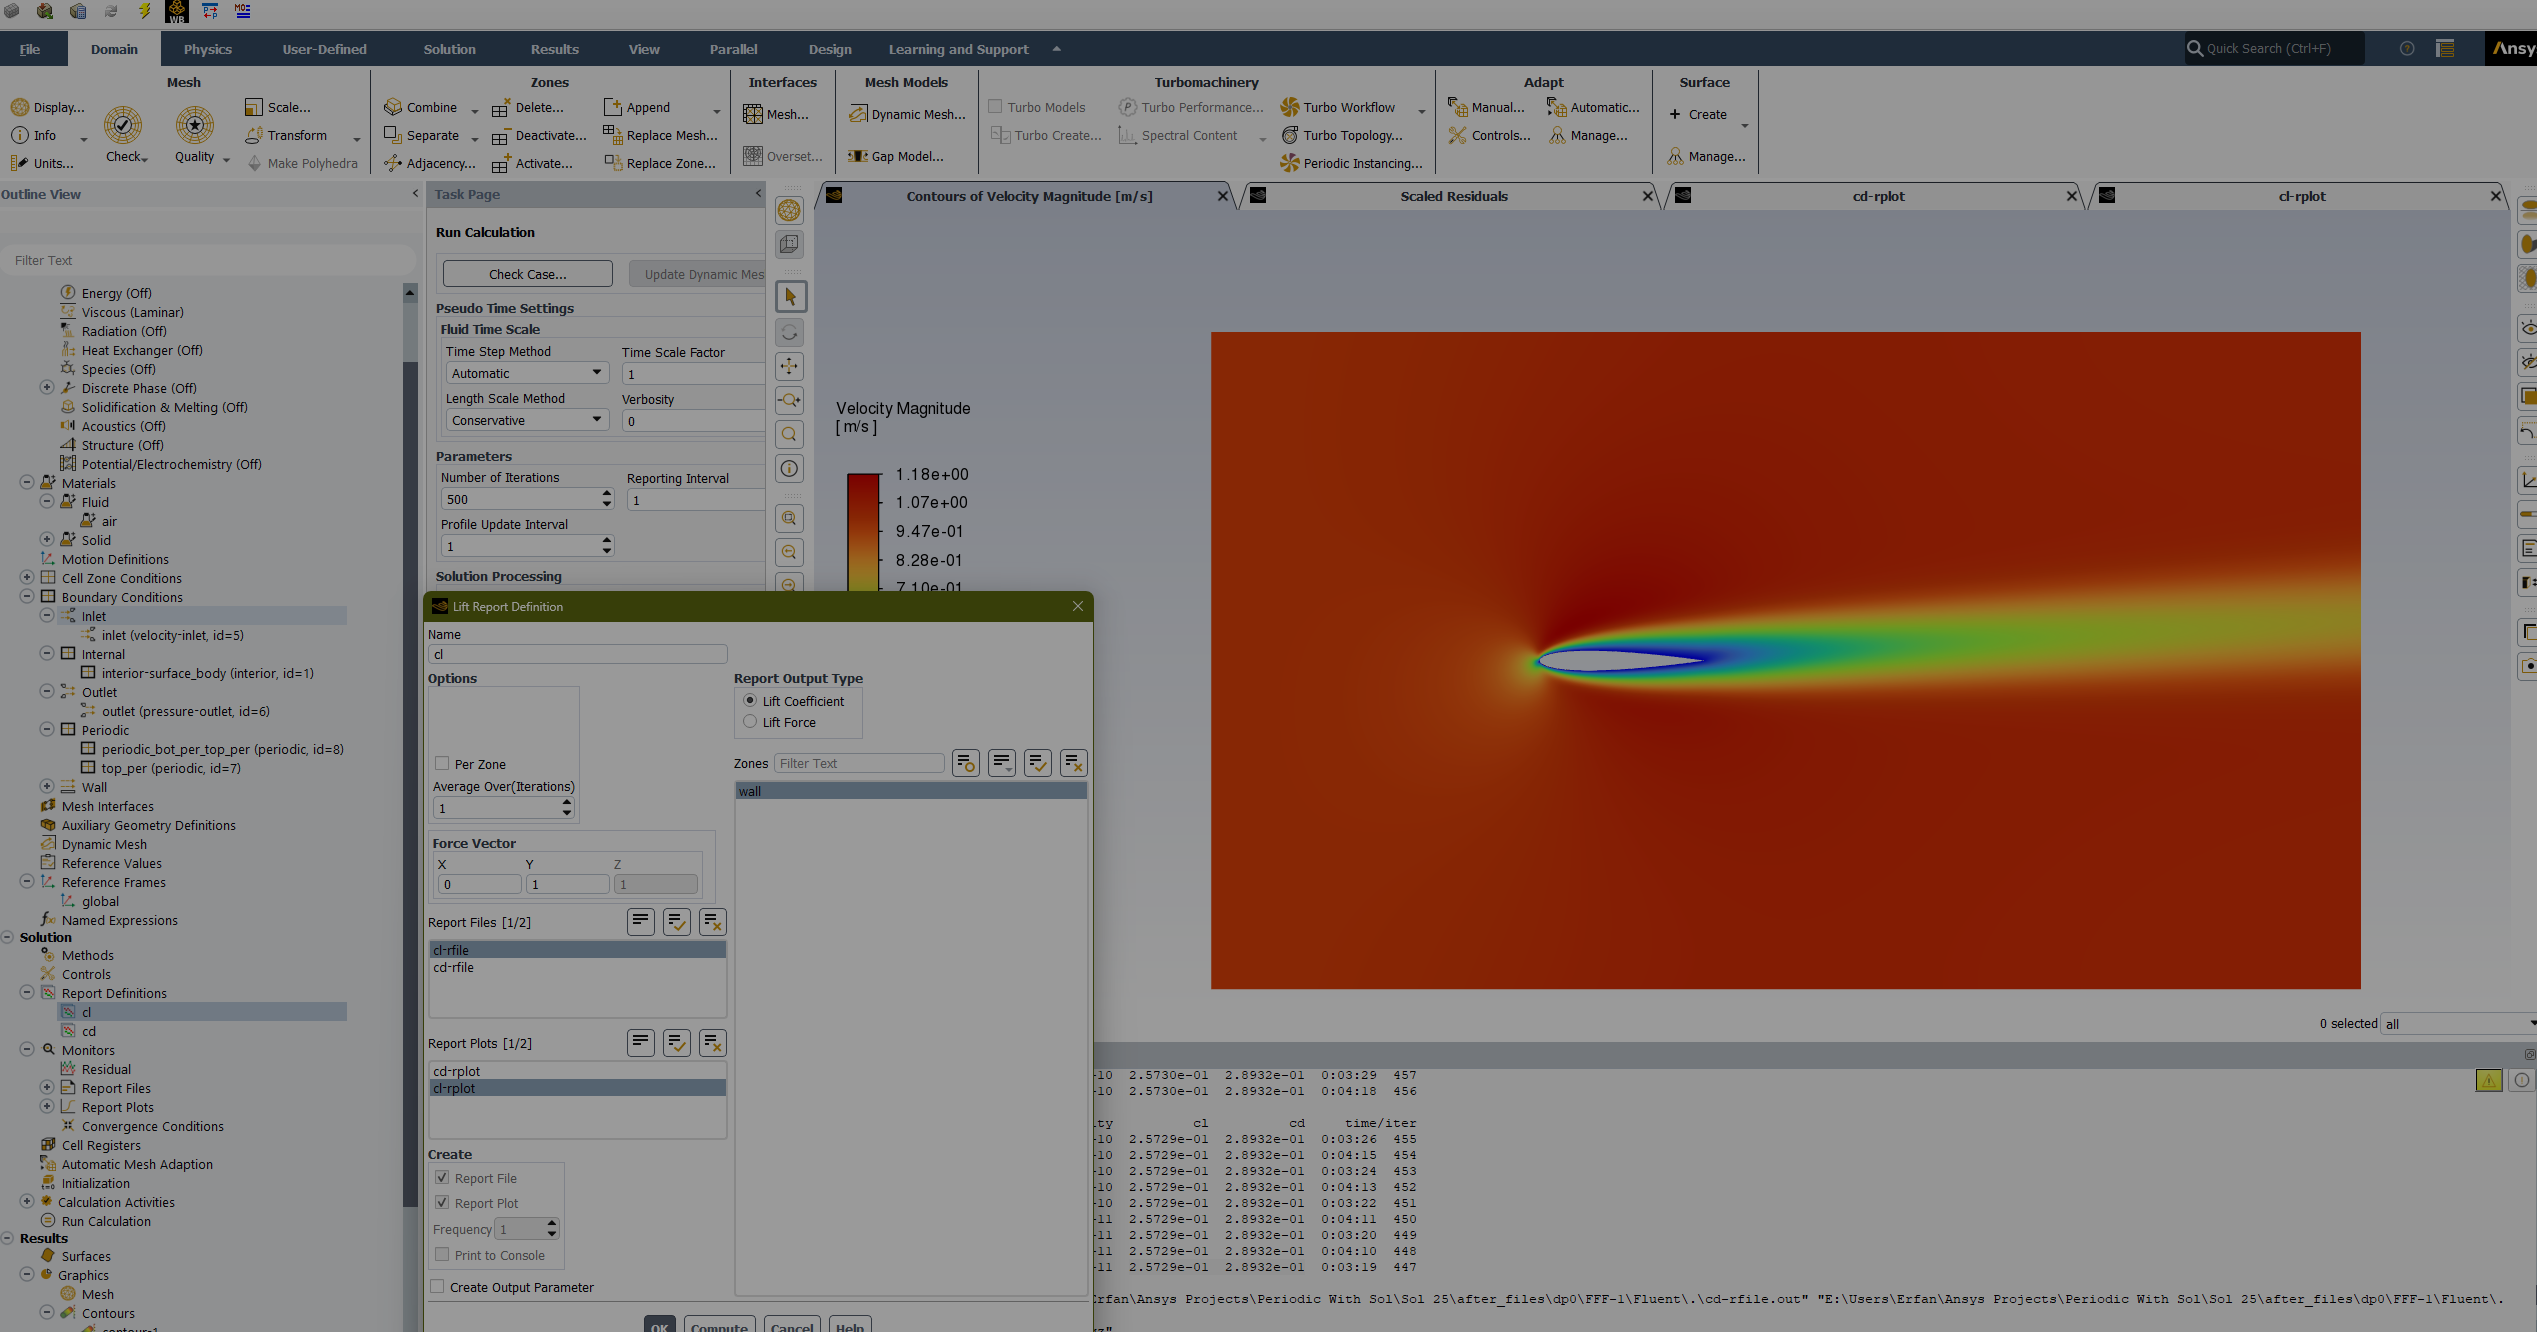 WB
MO
File Domain Physics User-Defined Solution Results View Parallel Design Learning and Support Quick Search (Ctrl+F) Ansys
Mesh Zones Interfaces Mesh Models Turbomachinery Adapt Surface
Display... Scale... Combine Delete... Append Mesh... Dynamic Mesh... Turbo Models Turbo Performance... Turbo Workflow Manual... Automatic... Create
Info Transform Separate Deactivate... Replace Mesh... Turbo Create... Spectral Content Turbo Topology... Controls... Manage...
Units... Check Quality Make Polyhedra Adjacency... Activate... Replace Zone... Overset... Gap Model... Periodic Instancing... Manage...
Outline View
Filter Text
Energy (Off)
Viscous (Laminar)
Radiation (Off)
Heat Exchanger (Off)
Species (Off)
Discrete Phase (Off)
Solidification & Melting (Off)
Acoustics (Off)
Structure (Off)
Potential/Electrochemistry (Off)
Materials
Fluid
air
Solid
Motion Definitions
Cell Zone Conditions
Boundary Conditions
Inlet
inlet (velocity-inlet, id=5)
Internal
interior-surface_body (interior, id=1)
Outlet
outlet (pressure-outlet, id=6)
Periodic
periodic_bot_per_top_per (periodic, id=8)
top_per (periodic, id=7)
Wall
Mesh Interfaces
Auxiliary Geometry Definitions
Dynamic Mesh
Reference Values
Reference Frames
global
Named Expressions
Solution
Methods
Controls
Report Definitions
cl
cd
Monitors
Residual
Report Files
Report Plots
Convergence Conditions
Cell Registers
Automatic Mesh Adaption
Initialization
Calculation Activities
Run Calculation
Results
Surfaces
Graphics
Mesh
Contours
contour-1
Task Page
Run Calculation
Check Case... Update Dynamic Mes
Pseudo Time Settings
Fluid Time Scale
Time Step Method Time Scale Factor
Automatic 1
Length Scale Method Verbosity
Conservative 0
Parameters
Number of Iterations Reporting Interval
500 1
Profile Update Interval
1
Solution Processing
Contours of Velocity Magnitude [m/s] Scaled Residuals cd-rplot cl-rplot
Velocity Magnitude
[ m/s ]
1.18e+00
1.07e+00
9.47e-01
8.28e-01
7.10e-01
Lift Report Definition
Name
cl
Options
Per Zone
Average Over(Iterations)
1
Report Output Type
Lift Coefficient
Lift Force
Zones Filter Text
wall
Force Vector
X Y Z
0 1 1
Report Files [1/2]
cl-rfile
cd-rfile
Report Plots [1/2]
cd-rplot
cl-rplot
Create
Report File
Report Plot
Frequency 1
Print to Console
Create Output Parameter
OK Compute Cancel Help
0 selected all
-10 2.5730e-01 2.8932e-01 0:03:29 457
-10 2.5730e-01 2.8932e-01 0:04:18 456
ity cl cd time/iter
-10 2.5729e-01 2.8932e-01 0:03:26 455
-10 2.5729e-01 2.8932e-01 0:04:15 454
-10 2.5729e-01 2.8932e-01 0:03:24 453
-10 2.5729e-01 2.8932e-01 0:04:13 452
-10 2.5729e-01 2.8932e-01 0:03:22 451
-11 2.5729e-01 2.8932e-01 0:04:11 450
-11 2.5729e-01 2.8932e-01 0:03:20 449
-11 2.5729e-01 2.8932e-01 0:04:10 448
-11 2.5729e-01 2.8932e-01 0:03:19 447
Erfan\Ansys Projects\Periodic With Sol\Sol 25\after_files\dp0\FFF-1\Fluent\.\cd-rfile.out" "E:\Users\Erfan\Ansys Projects\Periodic With Sol\Sol 25\after_files\dp0\FFF-1\Fluent\.